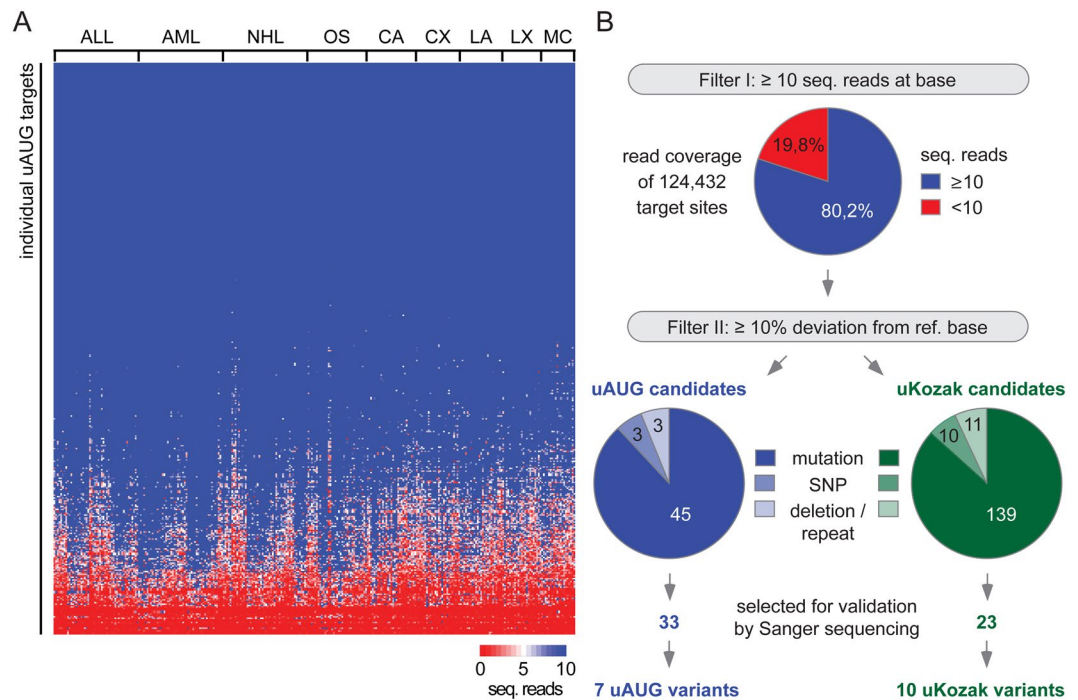 A
ALL AML NHL OS CA CX LA LX MC
individual uAUG targets
0 5 10
seq. reads
B
Filter I: ≥ 10 seq. reads at base
read coverage
of 124,432
target sites
19,8%
80,2%
seq. reads
≥10
<10
Filter II: ≥ 10% deviation from ref. base
uAUG candidates
uKozak candidates
3 3
45
mutation
SNP
deletion /
repeat
10 11
139
selected for validation
by Sanger sequencing
33
23
7 uAUG variants
10 uKozak variants